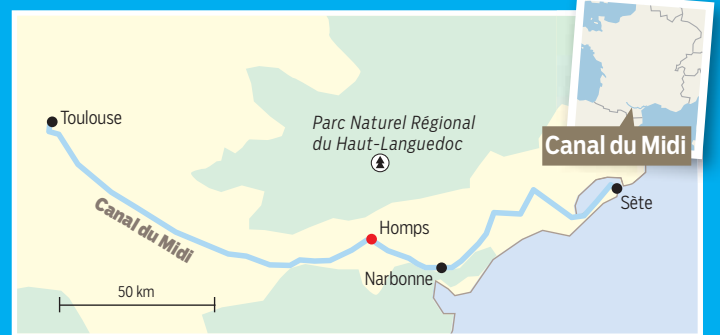 Toulouse
Parc Naturel Régional
du Haut-Languedoc
Canal du Midi
Sète
Canal du Midi
Homps
Narbonne
50 km